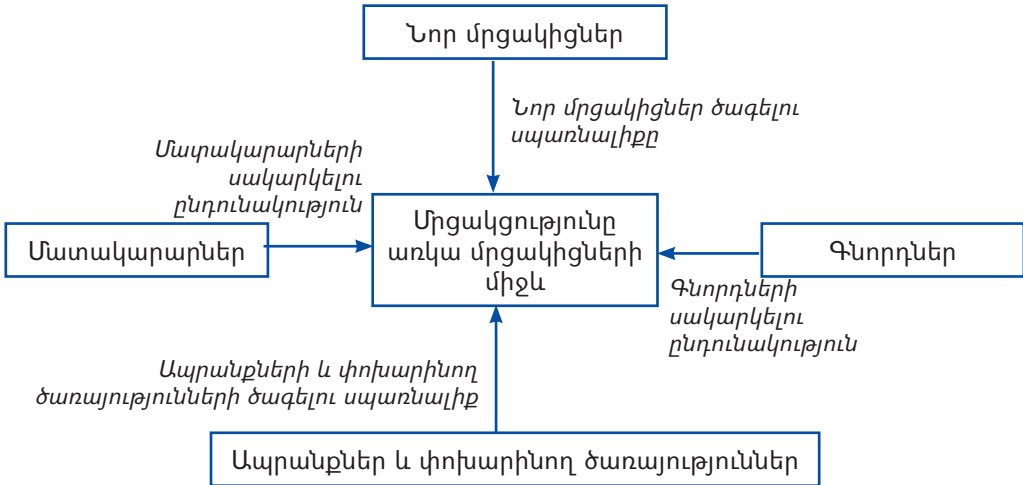 Նոր մրցակիցներ
Նոր մրցակիցներ ծագելու
սպառնալիքը
Մատակարարների
սակարկելու
ընդունակություն
Մատակարարներ
Մրցակցությունը
առկա մրցակիցների
միջև
Գնորդներ
Գնորդների
սակարկելու
ընդունակություն
Ապրանքների և փոխարինող
ծառայությունների ծագելու սպառնալիք
Ապրանքներ և փոխարինող ծառայություններ